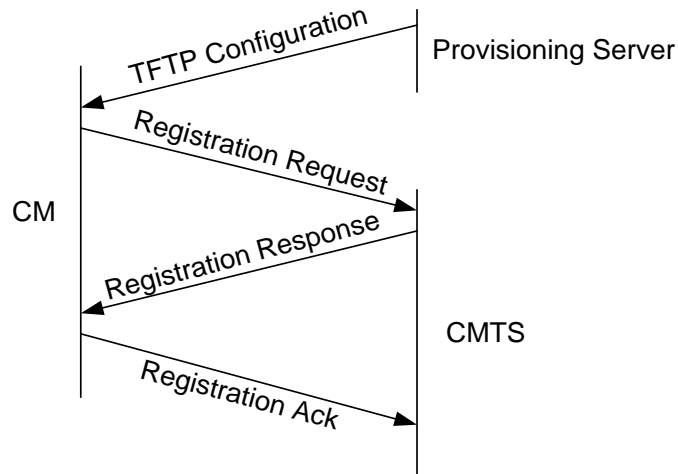 TFTP Configuration
Provisioning Server
Registration Request
CM
Registration Response
CMTS
Registration Ack